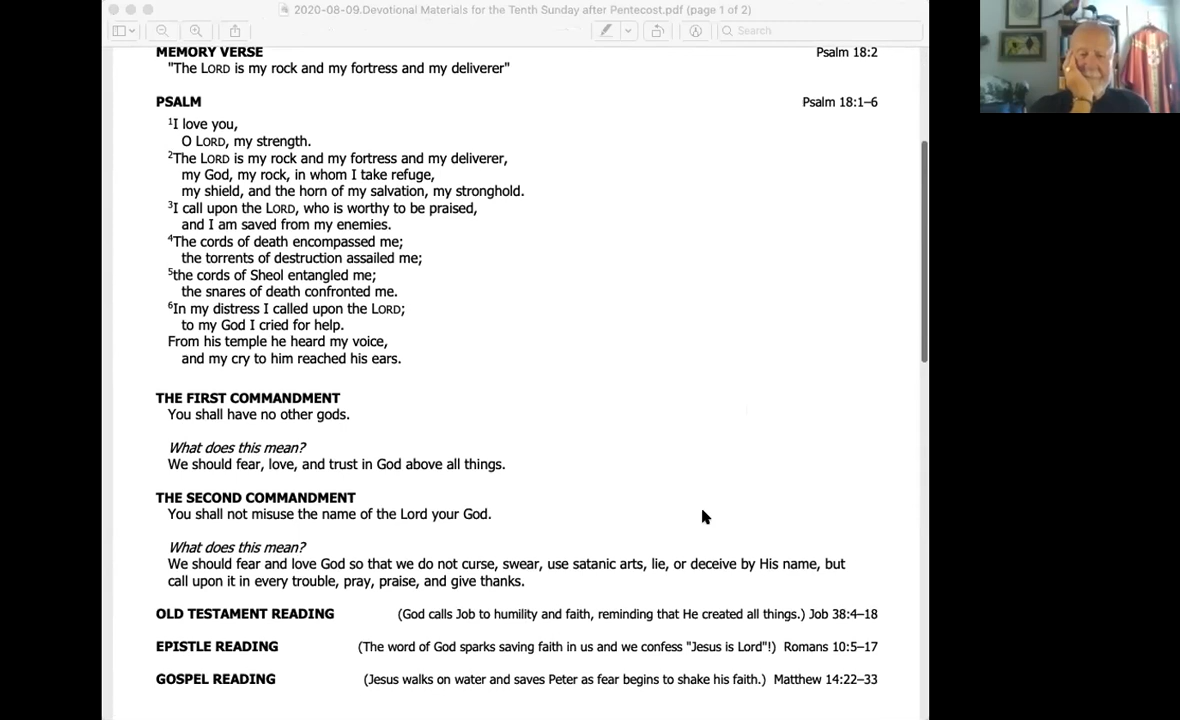 2020-08-09.Devotional Materials for the Tenth Sunday after Pentecost.pdf (page 1 of 2)
Search
MEMORY VERSE Psalm 18:2
"The LORD is my rock and my fortress and my deliverer"
PSALM Psalm 18:1–6
1I love you,
O LORD, my strength.
2The LORD is my rock and my fortress and my deliverer,
my God, my rock, in whom I take refuge,
my shield, and the horn of my salvation, my stronghold.
3I call upon the LORD, who is worthy to be praised,
and I am saved from my enemies.
4The cords of death encompassed me;
the torrents of destruction assailed me;
5the cords of Sheol entangled me;
the snares of death confronted me.
6In my distress I called upon the LORD;
to my God I cried for help.
From his temple he heard my voice,
and my cry to him reached his ears.
THE FIRST COMMANDMENT
You shall have no other gods.
What does this mean?
We should fear, love, and trust in God above all things.
THE SECOND COMMANDMENT
You shall not misuse the name of the Lord your God.
What does this mean?
We should fear and love God so that we do not curse, swear, use satanic arts, lie, or deceive by His name, but
call upon it in every trouble, pray, praise, and give thanks.
OLD TESTAMENT READING (God calls Job to humility and faith, reminding that He created all things.) Job 38:4–18
EPISTLE READING (The word of God sparks saving faith in us and we confess "Jesus is Lord"!) Romans 10:5–17
GOSPEL READING (Jesus walks on water and saves Peter as fear begins to shake his faith.) Matthew 14:22–33